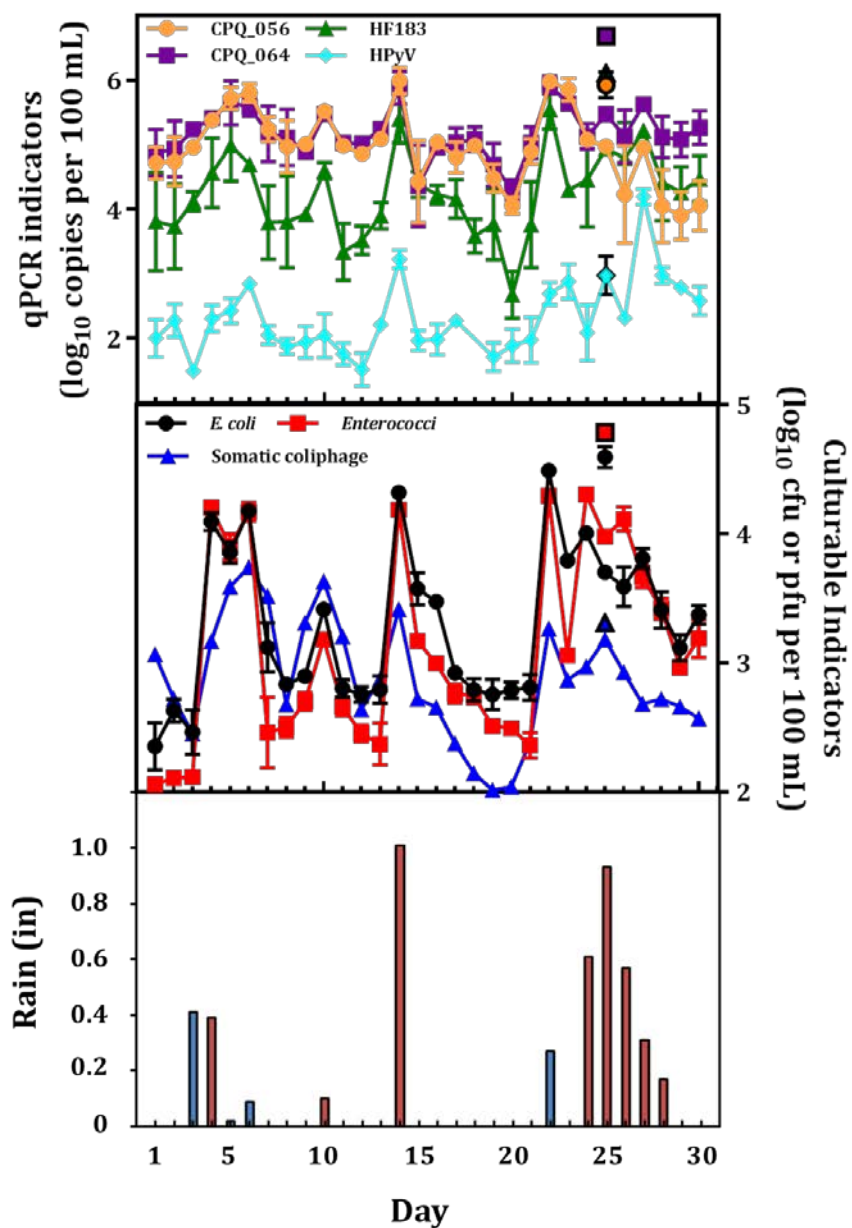 CPQ_056
HF183
CPQ_064
HPyV
6
4
2
qPCR indicators
(log₁₀ copies per 100 mL)
E. coli
Enterococci
Somatic coliphage
5
4
3
2
Culturable Indicators
(log₁₀ cfu or pfu per 100 mL)
1.0
0.8
0.6
0.4
0.2
0
Rain (in)
1 5 10 15 20 25 30
Day